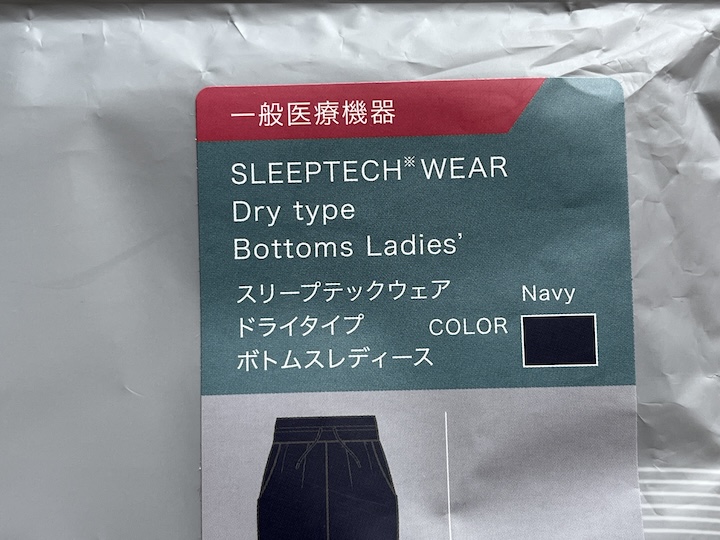 一般医療機器
SLEEPTECH※WEAR
Dry type
Bottoms Ladies’
スリープテックウェア
ドライタイプ
ボトムスレディース
COLOR
Navy